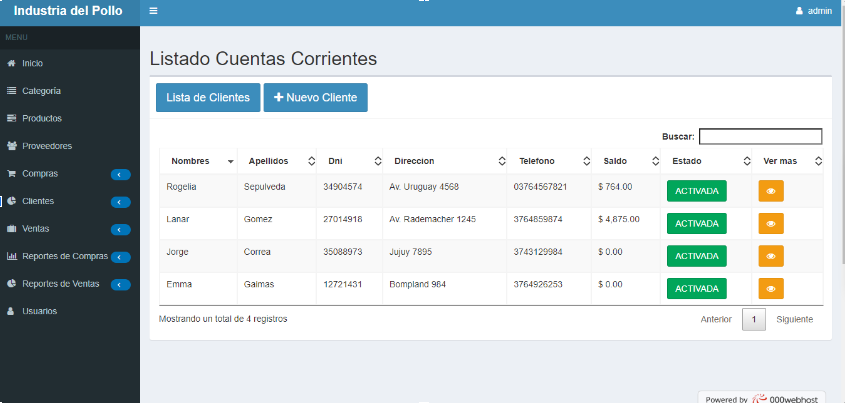 Industria del Pollo
admin
MENU
Inicio
Categoría
Productos
Proveedores
Compras
Clientes
Ventas
Reportes de Compras
Reportes de Ventas
Usuarios
Listado Cuentas Corrientes
Lista de Clientes
Nuevo Cliente
Buscar:
Nombres Apellidos Dni Direccion Telefono Saldo Estado Ver mas
Rogelia Sepulveda 34904574 Av. Uruguay 4568 03764567821 $ 764.00 ACTIVADA
Lanar Gomez 27014918 Av. Rademacher 1245 3764859874 $ 4,875.00 ACTIVADA
Jorge Correa 35088973 Jujuy 7895 3743129984 $ 0.00 ACTIVADA
Emma Gaimas 12721431 Bompland 984 3764926253 $ 0.00 ACTIVADA
Mostrando un total de 4 registros
Anterior 1 Siguiente
Powered by 000webhost